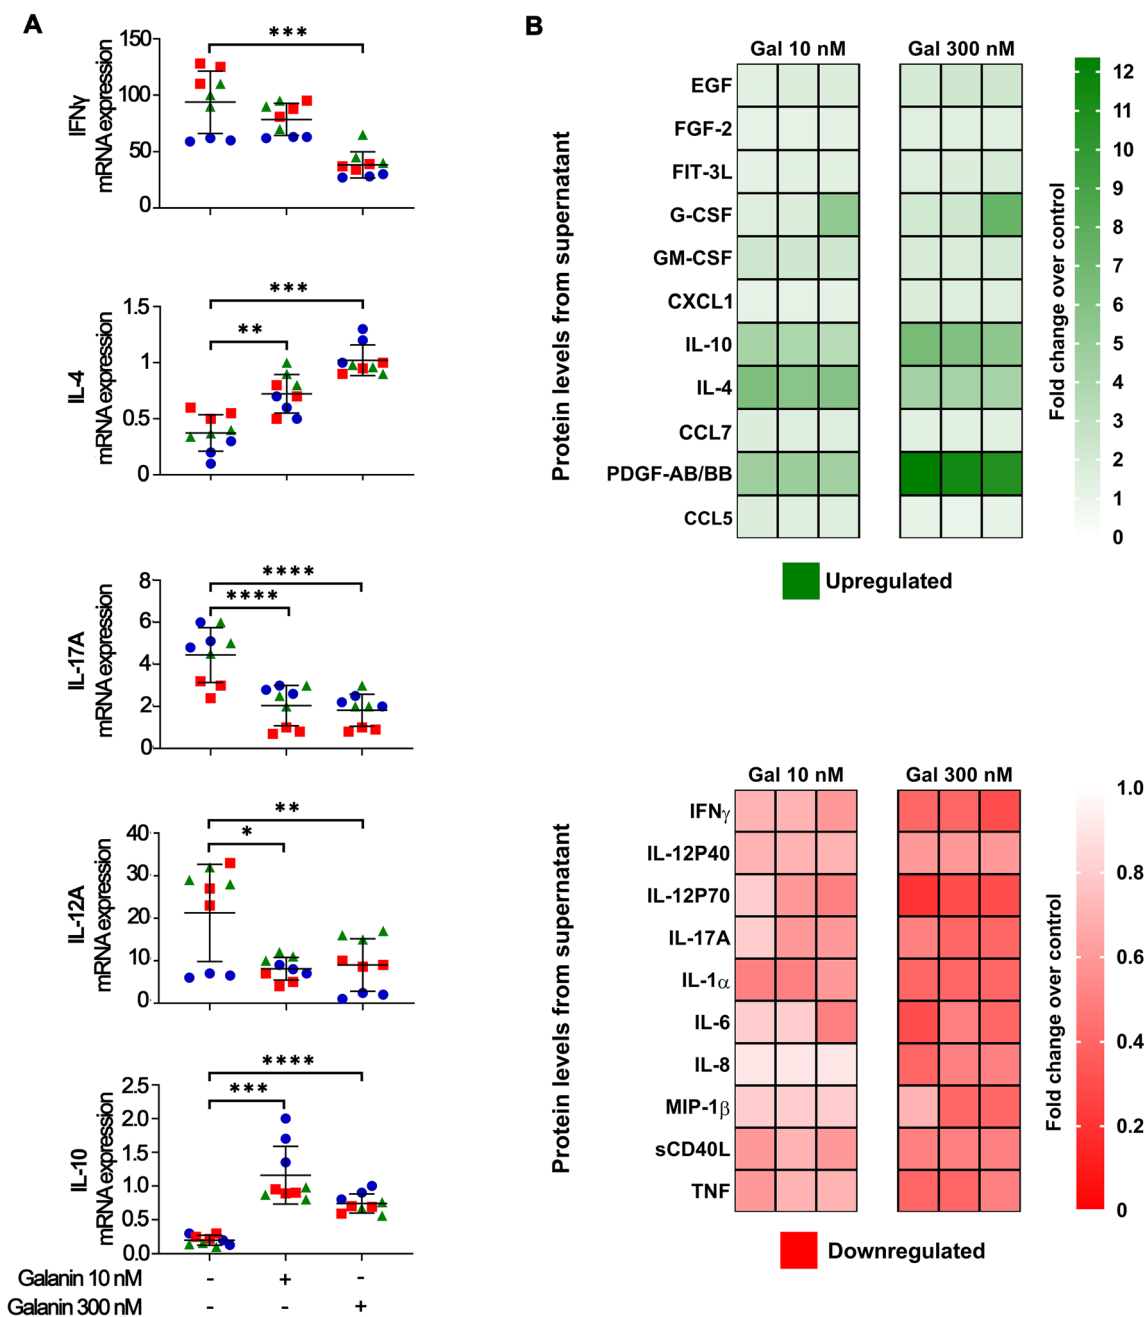 A
IFNγ
mRNA expression
150
100
50
0
***
IL-4
mRNA expression
1.5
1
0.5
0
***
**
IL-17A
mRNA expression
8
6
4
2
0
****
****
IL-12A
mRNA expression
40
30
20
10
0
**
*
IL-10
mRNA expression
2.5
2.0
1.5
1.0
0.5
0.0
****
***
Galanin 10 nM - + -
Galanin 300 nM - - +
B
Gal 10 nM Gal 300 nM
Protein levels from supernatant
EGF
FGF-2
FIT-3L
G-CSF
GM-CSF
CXCL1
IL-10
IL-4
CCL7
PDGF-AB/BB
CCL5
Fold change over control
12
11
10
9
8
7
6
5
4
3
2
1
0
Upregulated
Gal 10 nM Gal 300 nM
Protein levels from supernatant
IFNγ
IL-12P40
IL-12P70
IL-17A
IL-1α
IL-6
IL-8
MIP-1β
sCD40L
TNF
Fold change over control
1.0
0.8
0.6
0.4
0.2
0
Downregulated